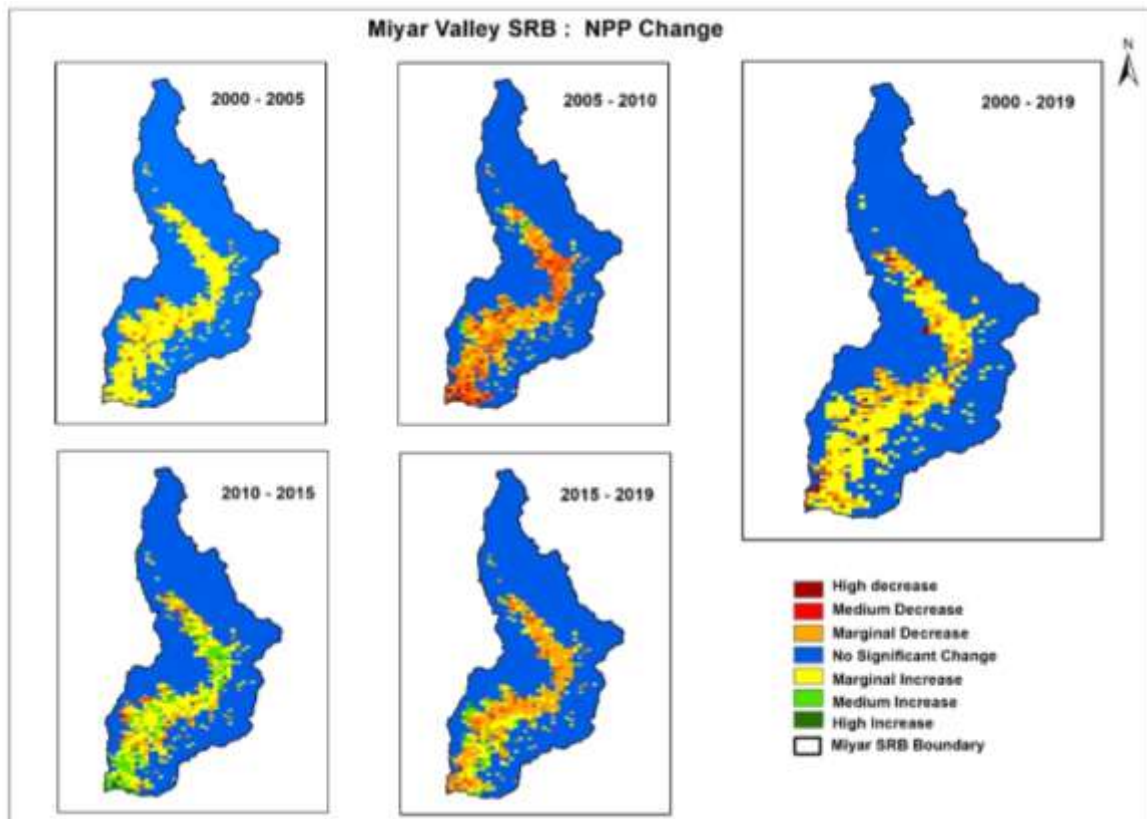 Miyar Valley SRB : NPP Change
N
2000 - 2005
2005 - 2010
2000 - 2019
2010 - 2015
2015 - 2019
High decrease
Medium Decrease
Marginal Decrease
No Significant Change
Marginal Increase
Medium Increase
High Increase
Miyar SRB Boundary